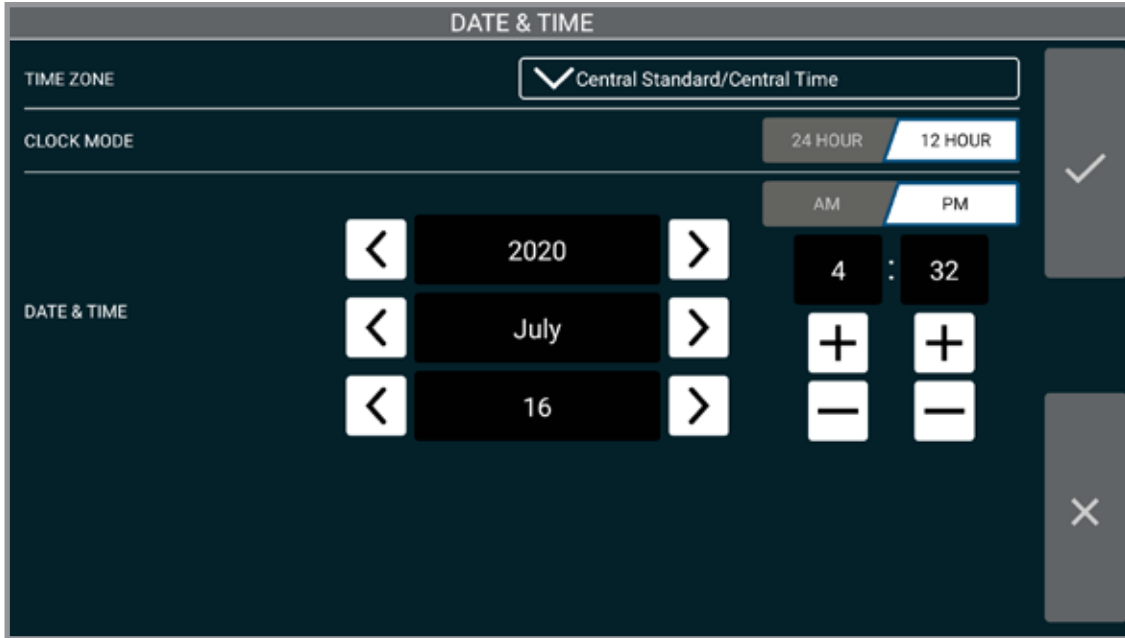 DATE & TIME
TIME ZONE
Central Standard/Central Time
CLOCK MODE
24 HOUR
12 HOUR
AM
PM
DATE & TIME
2020
July
16
4 : 32